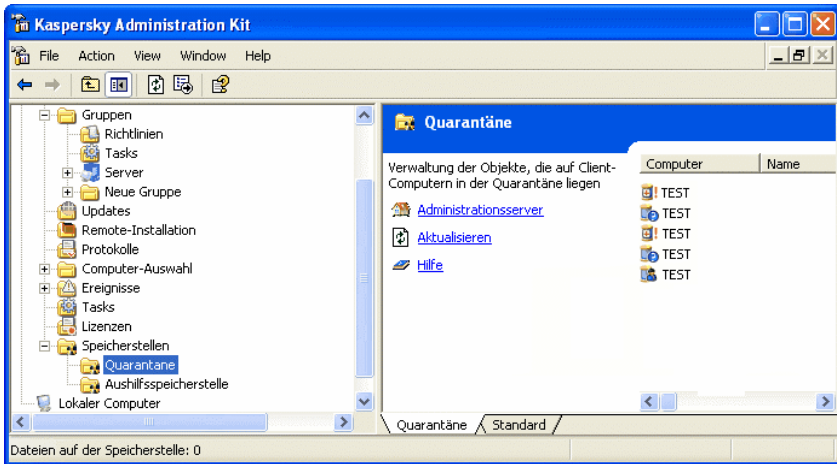 Kaspersky Administration Kit
File Action View Window Help
Gruppen
Richtlinien
Tasks
Server
Neue Gruppe
Updates
Remote-Installation
Protokolle
Computer-Auswahl
Ereignisse
Tasks
Lizenzen
Speicherstellen
Quarantane
Aushilfsspeicherstelle
Lokaler Computer
Quarantäne
Verwaltung der Objekte, die auf Client-
Computern in der Quarantäne liegen
Administrationsserver
Aktualisieren
Hilfe
Computer Name
TEST
TEST
TEST
TEST
TEST
Quarantäne Standard
Dateien auf der Speicherstelle: 0